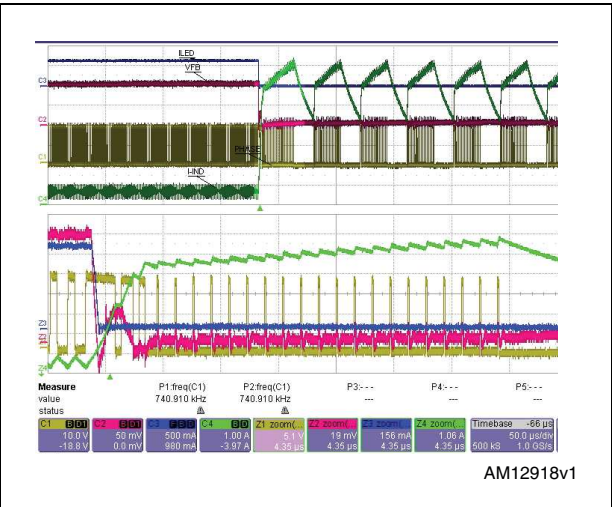 ILED
VFB
C3
C2
C1
PHASE
I-IND
C4
Z3
Z4
Measure P1:freq(C1) P2:freq(C1) P3:- - - P4:- - - P5:- - -
value 740.910 kHz 740.910 kHz --- --- ---
status
C1 C2 C3 C4 Z1 zoom(... Z2 zoom(... Z3 zoom(... Z4 zoom(... Timebase -66 µs
10.0 V 50 mV 500 mA 1.00 A 5.1 V 19 mV 156 mA 1.06 A 50.0 µs/div
-18.8 V 0.0 mV 980 mA -3.97 A 4.35 µs 4.35 µs 4.35 µs 4.35 µs 500 kS 1.0 GS/s
AM12918v1